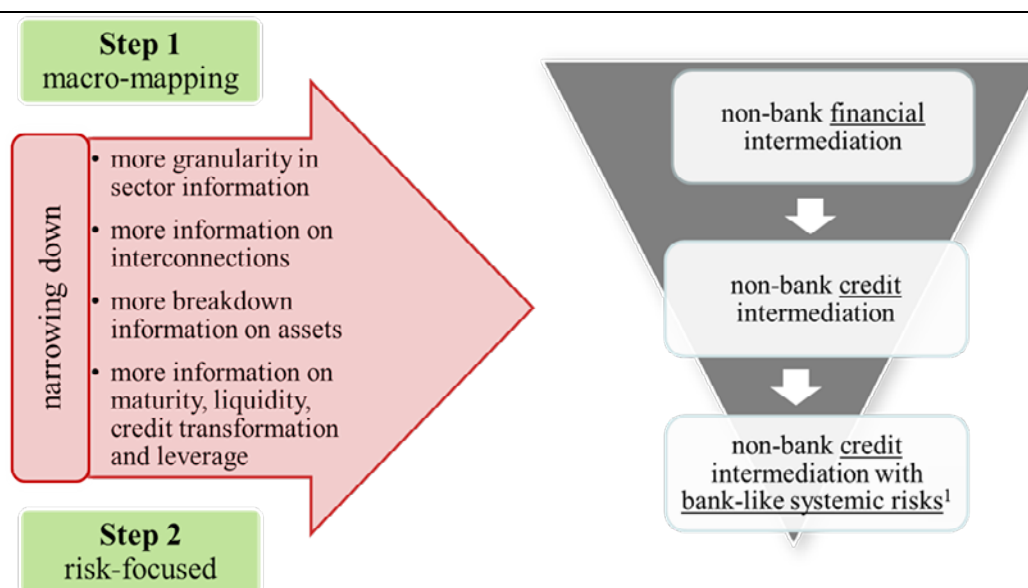 Step 1
macro-mapping
narrowing down
• more granularity in
sector information
• more information on
interconnections
• more breakdown
information on assets
• more information on
maturity, liquidity,
credit transformation
and leverage
Step 2
risk-focused
non-bank financial
intermediation
non-bank credit
intermediation
non-bank credit
intermediation with
bank-like systemic risks¹